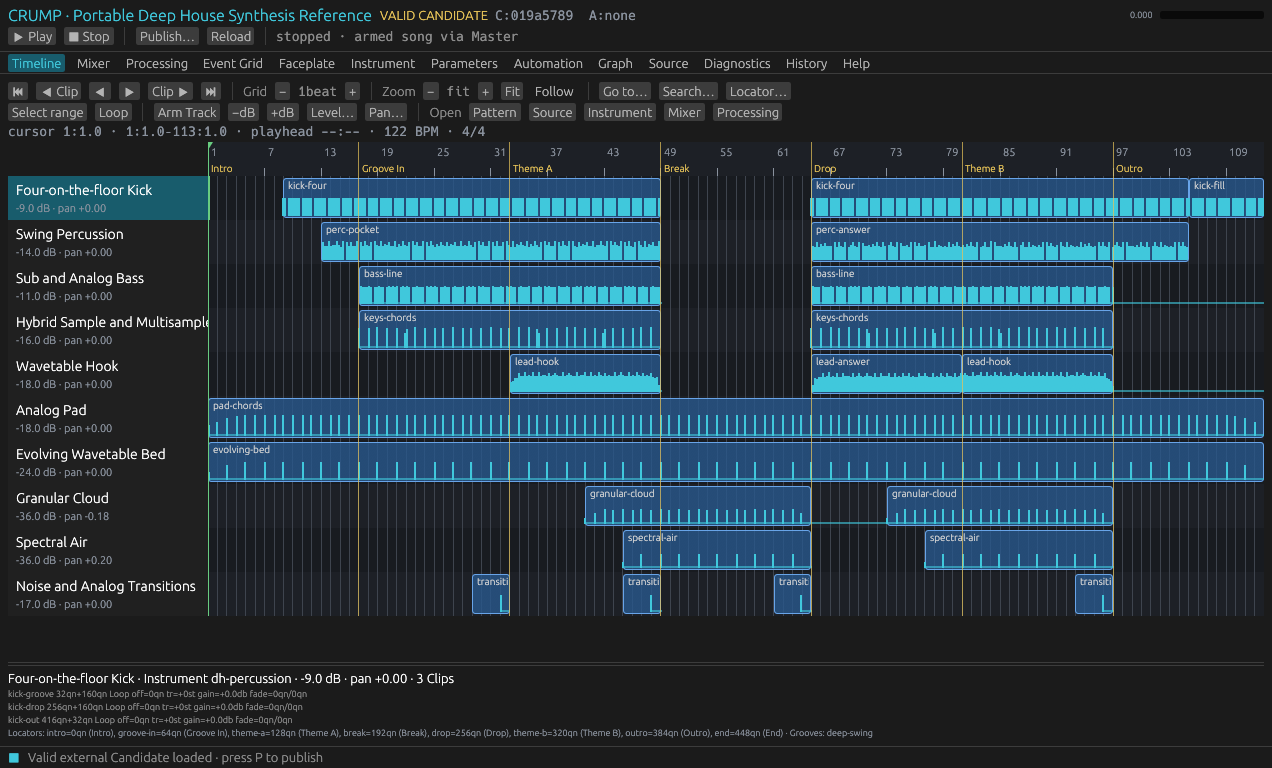 CRUMP · Portable Deep House Synthesis Reference VALID CANDIDATE C:019a5789 A:none 0.000
▶ Play ■ Stop Publish... Reload stopped · armed song via Master
Timeline Mixer Processing Event Grid Faceplate Instrument Parameters Automation Graph Source Diagnostics History Help
⏮ ◀ Clip ◀ ▶ Clip ▶ ⏭ Grid − 1beat + Zoom − fit + Fit Follow Go to... Search... Locator...
Select range Loop Arm Track −dB +dB Level... Pan... Open Pattern Source Instrument Mixer Processing
cursor 1:1.0 · 1:1.0-113:1.0 · playhead --:-- · 122 BPM · 4/4
1 7 13 19 25 31 37 43 49 55 61 67 73 79 85 91 97 103 109
Intro Groove In Theme A Break Drop Theme B Outro
Four-on-the-floor Kick kick-four kick-four kick-fill
-9.0 dB · pan +0.00
Swing Percussion perc-pocket perc-answer
-14.0 dB · pan +0.00
Sub and Analog Bass bass-line bass-line
-11.0 dB · pan +0.00
Hybrid Sample and Multisample keys-chords keys-chords
-16.0 dB · pan +0.00
Wavetable Hook lead-hook lead-answer lead-hook
-18.0 dB · pan +0.00
Analog Pad pad-chords
-18.0 dB · pan +0.00
Evolving Wavetable Bed evolving-bed
-24.0 dB · pan +0.00
Granular Cloud granular-cloud granular-cloud
-36.0 dB · pan -0.18
Spectral Air spectral-air spectral-air
-36.0 dB · pan +0.20
Noise and Analog Transitions transiti transiti transiti transiti
-17.0 dB · pan +0.00
Four-on-the-floor Kick · Instrument dh-percussion · -9.0 dB · pan +0.00 · 3 Clips
kick-groove 32qn+160qn Loop off=0qn tr=+0st gain=+0.0db fade=0qn/0qn
kick-drop 256qn+160qn Loop off=0qn tr=+0st gain=+0.0db fade=0qn/0qn
kick-out 416qn+32qn Loop off=0qn tr=+0st gain=+0.0db fade=0qn/0qn
Locators: intro=0qn (Intro), groove-in=64qn (Groove In), theme-a=128qn (Theme A), break=192qn (Break), drop=256qn (Drop), theme-b=320qn (Theme B), outro=384qn (Outro), end=448qn (End) · Grooves: deep-swing
Valid external Candidate loaded · press P to publish